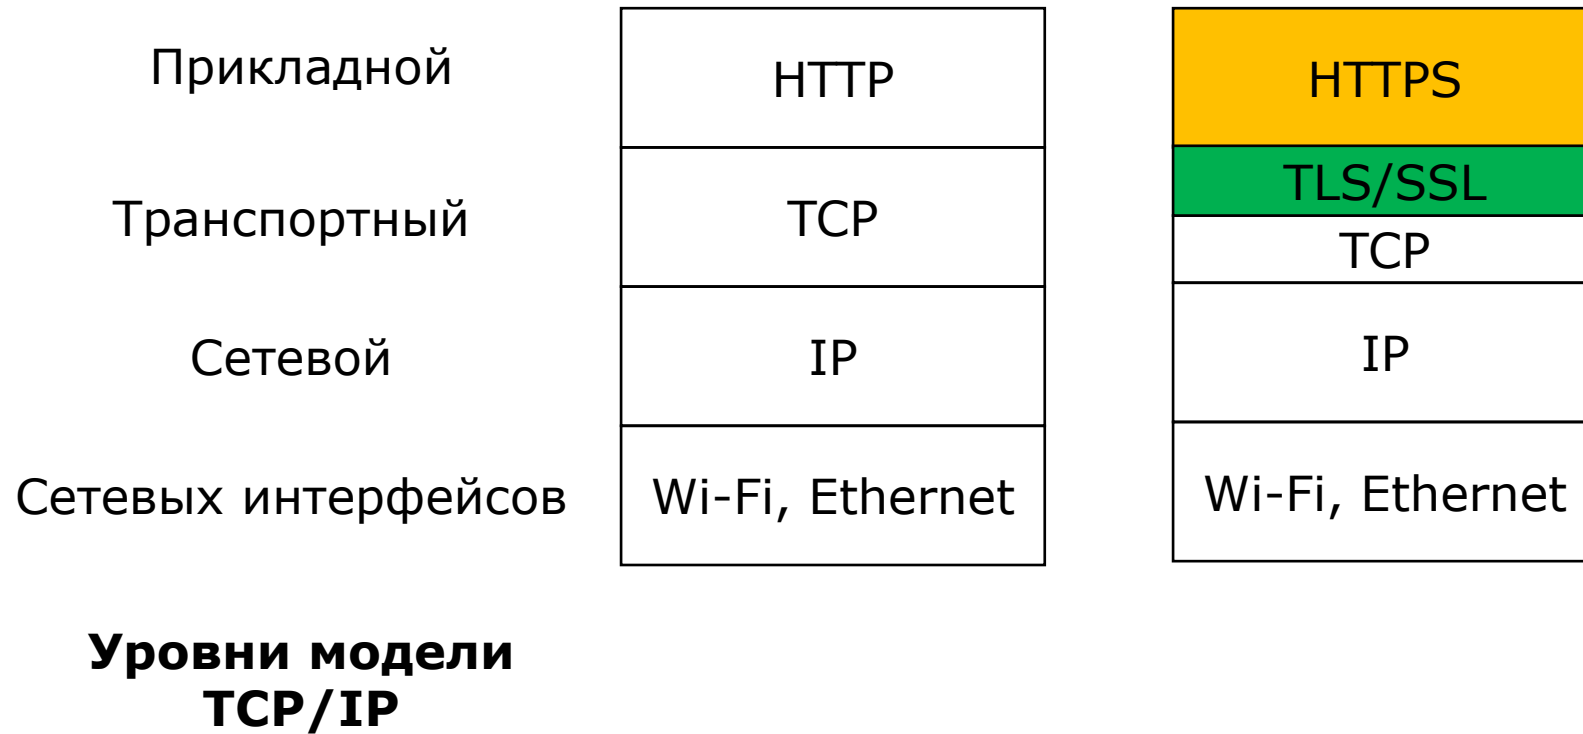 Прикладной
HTTP
HTTPS
TLS/SSL
Транспортный
TCP
TCP
Сетевой
IP
IP
Сетевых интерфейсов
Wi-Fi, Ethernet
Wi-Fi, Ethernet
Уровни модели
TCP/IP